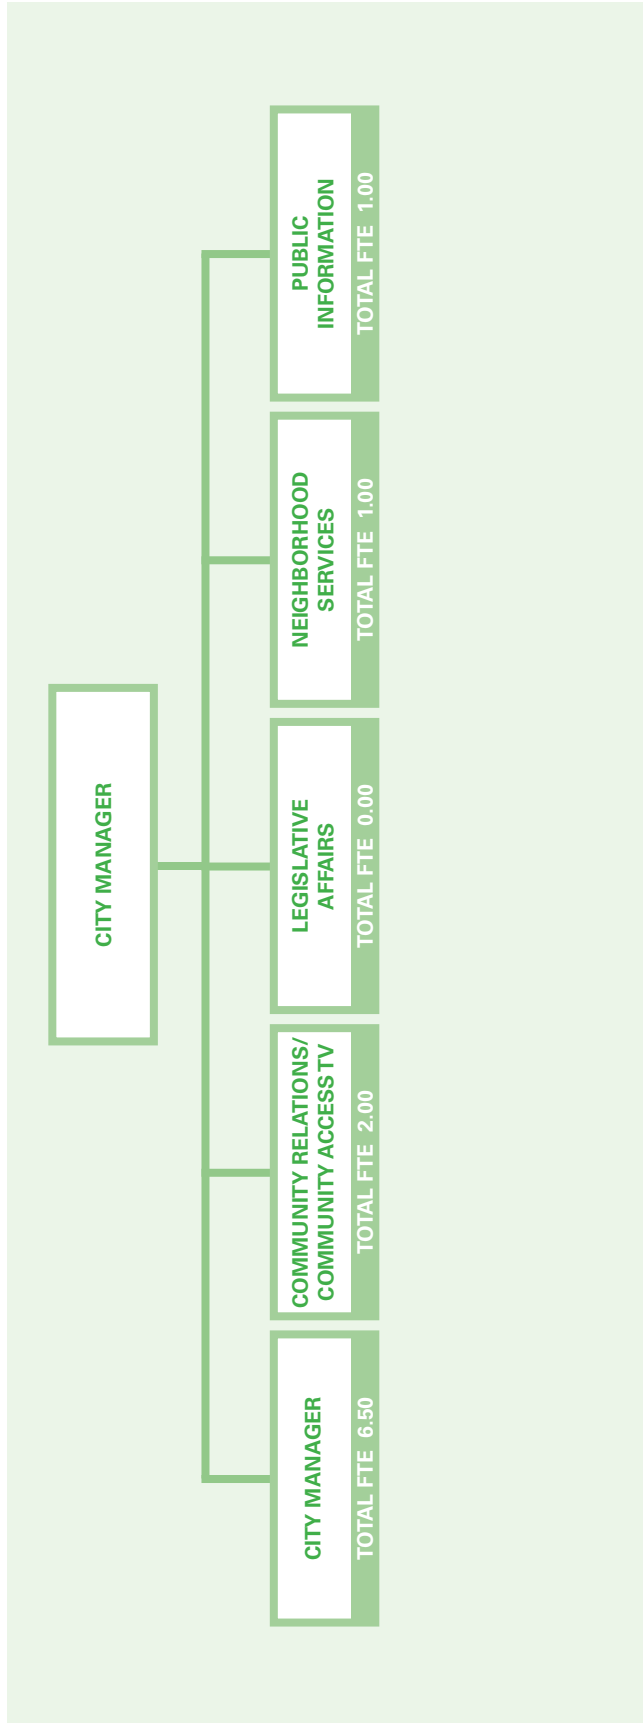 CITY MANAGER
CITY MANAGER
TOTAL FTE 6.50
COMMUNITY RELATIONS/
COMMUNITY ACCESS TV
TOTAL FTE 2.00
LEGISLATIVE
AFFAIRS
TOTAL FTE 0.00
NEIGHBORHOOD
SERVICES
TOTAL FTE 1.00
PUBLIC
INFORMATION
TOTAL FTE 1.00